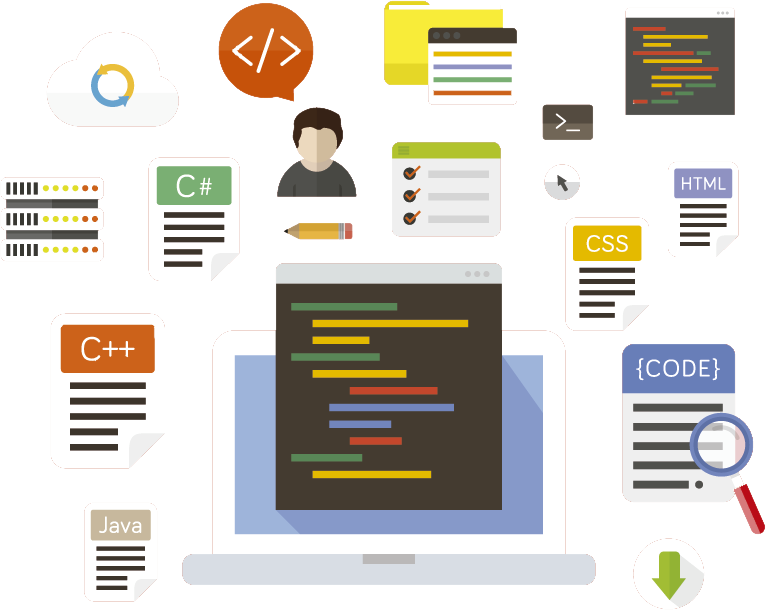 </>
>_
C#
HTML
CSS
C++
{CODE}
Java